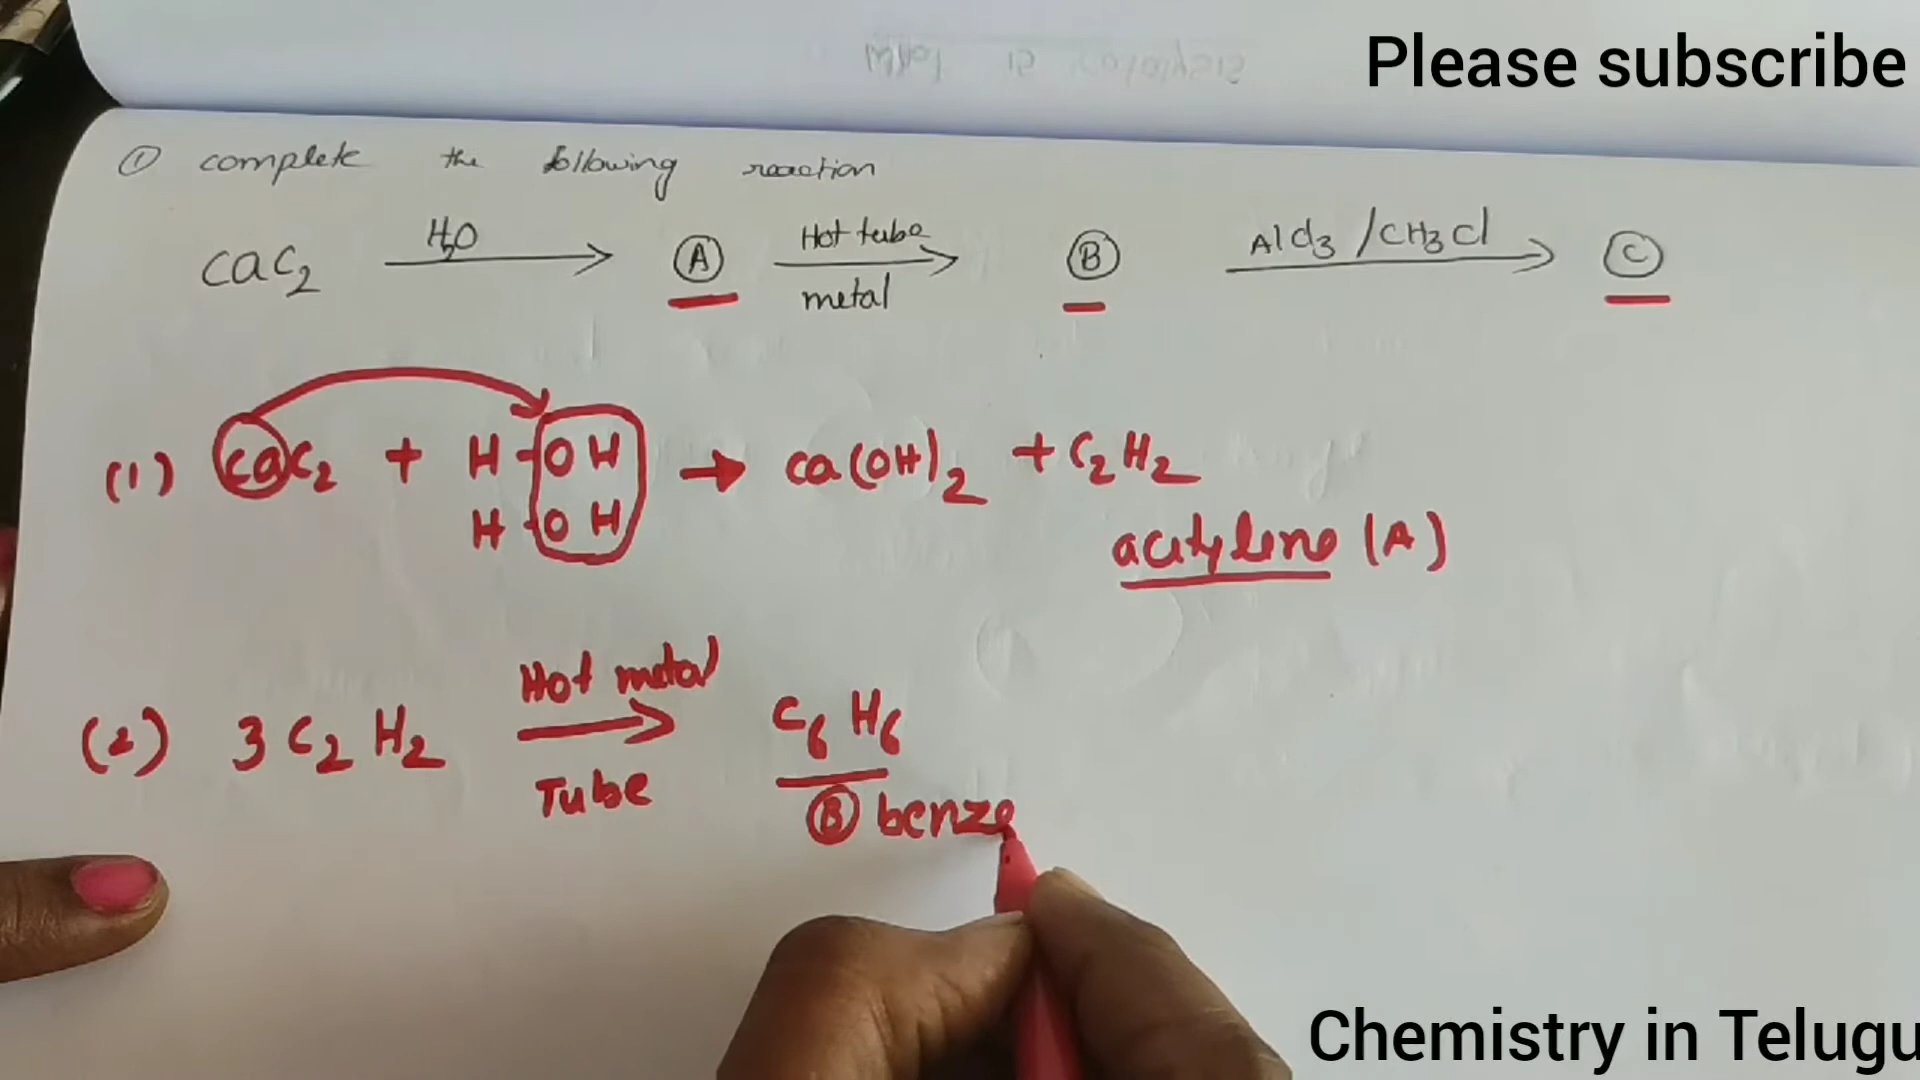 Please subscribe
① complete the following reaction
CaC₂ H₂O Ⓐ Hot tube metal Ⓑ AlCl₃ /CH₃Cl Ⓒ
(1) CaC₂ + H-OH → Ca(OH)₂ + C₂H₂
H-OH
acetylene (A)
(2) 3C₂H₂ Hot metal Tube C₆H₆
Ⓑ benze
Chemistry in Telugu